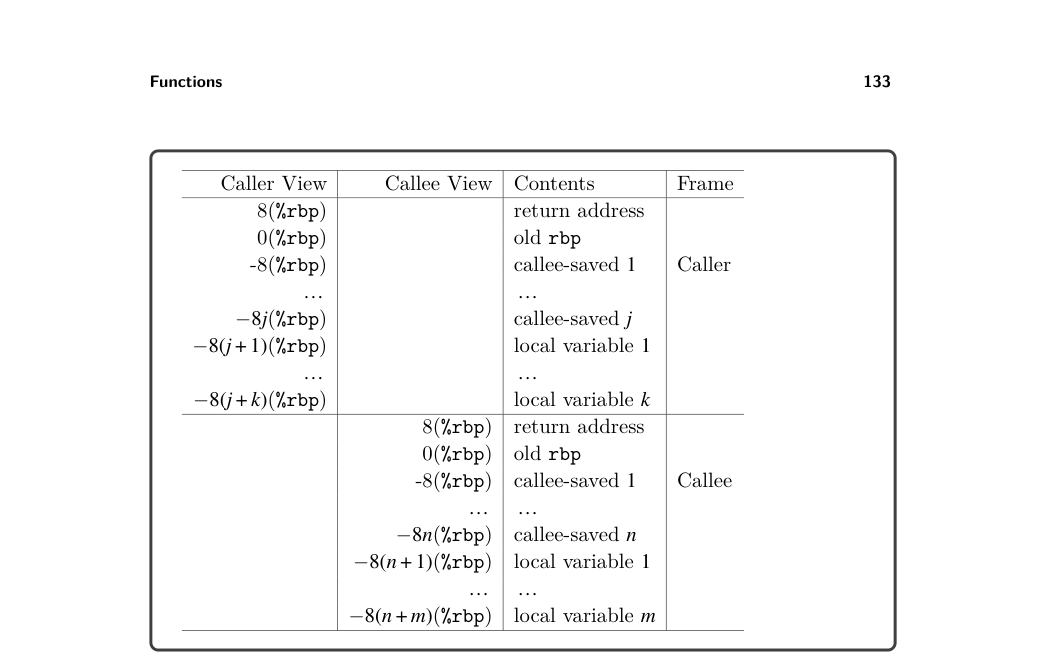 Functions 133
Caller View Callee View Contents Frame
8(%rbp) return address
0(%rbp) old rbp
-8(%rbp) callee-saved 1 Caller
… …
−8j(%rbp) callee-saved j
−8(j+1)(%rbp) local variable 1
… …
−8(j+k)(%rbp) local variable k
8(%rbp) return address
0(%rbp) old rbp
-8(%rbp) callee-saved 1 Callee
… …
−8n(%rbp) callee-saved n
−8(n+1)(%rbp) local variable 1
… …
−8(n+m)(%rbp) local variable m